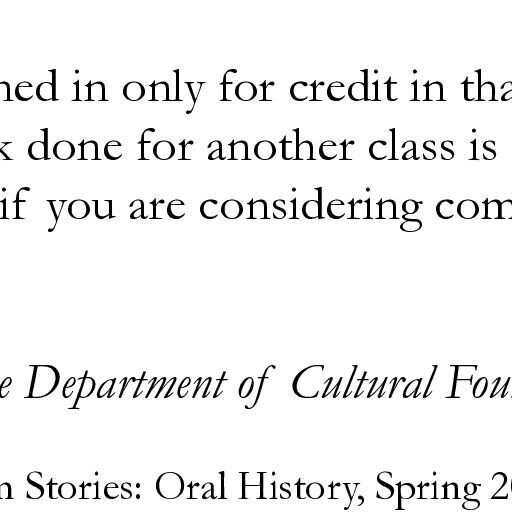 ned in only for credit in tha
k done for another class is
if you are considering com
e Department of Cultural Fou
n Stories: Oral History, Spring 20